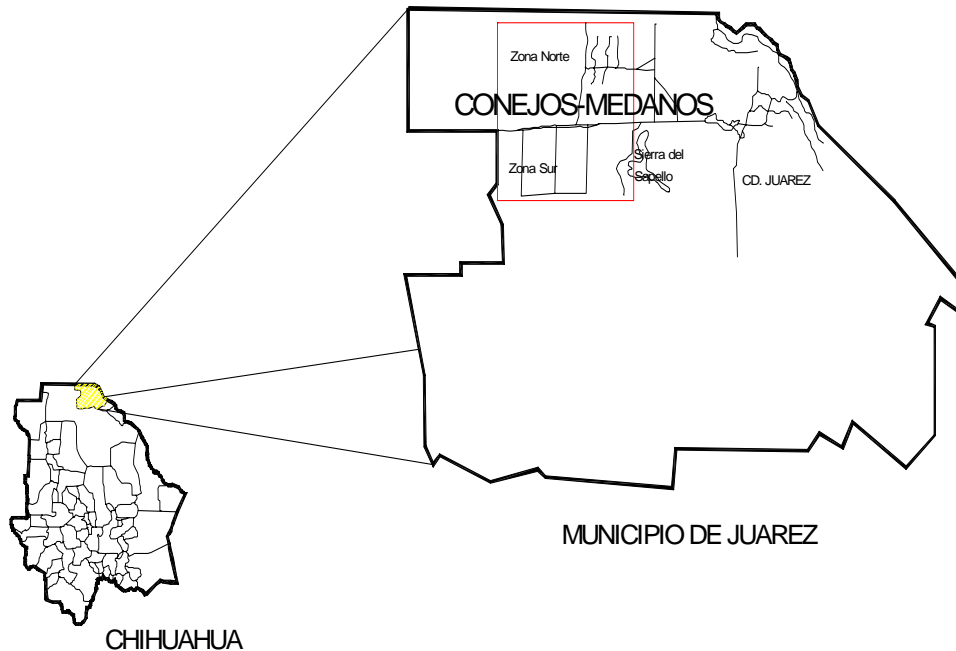 Zona Norte
CONEJOS-MEDANOS
Zona Sur
Sierra del
Sapello
CD. JUAREZ
MUNICIPIO DE JUAREZ
CHIHUAHUA